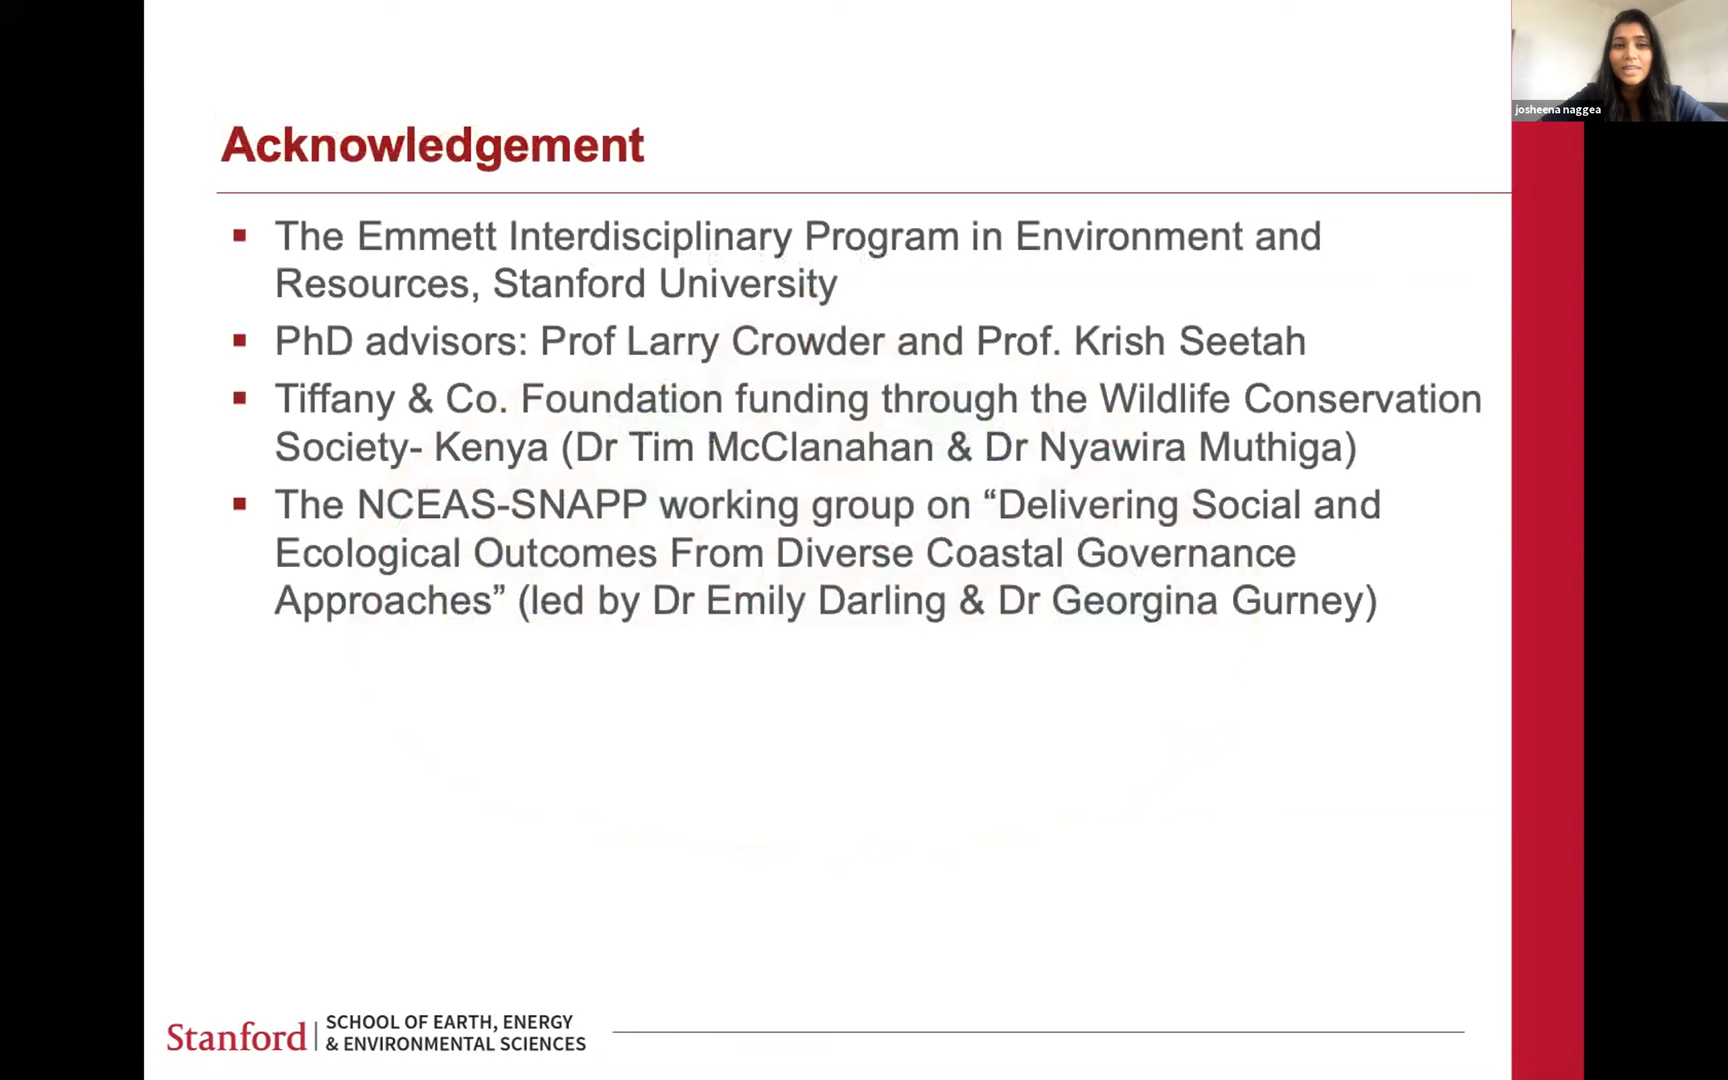 josheena naggea
Acknowledgement
▪ The Emmett Interdisciplinary Program in Environment and
Resources, Stanford University
▪ PhD advisors: Prof Larry Crowder and Prof. Krish Seetah
▪ Tiffany & Co. Foundation funding through the Wildlife Conservation
Society- Kenya (Dr Tim McClanahan & Dr Nyawira Muthiga)
▪ The NCEAS-SNAPP working group on “Delivering Social and
Ecological Outcomes From Diverse Coastal Governance
Approaches” (led by Dr Emily Darling & Dr Georgina Gurney)
Stanford
SCHOOL OF EARTH, ENERGY
& ENVIRONMENTAL SCIENCES